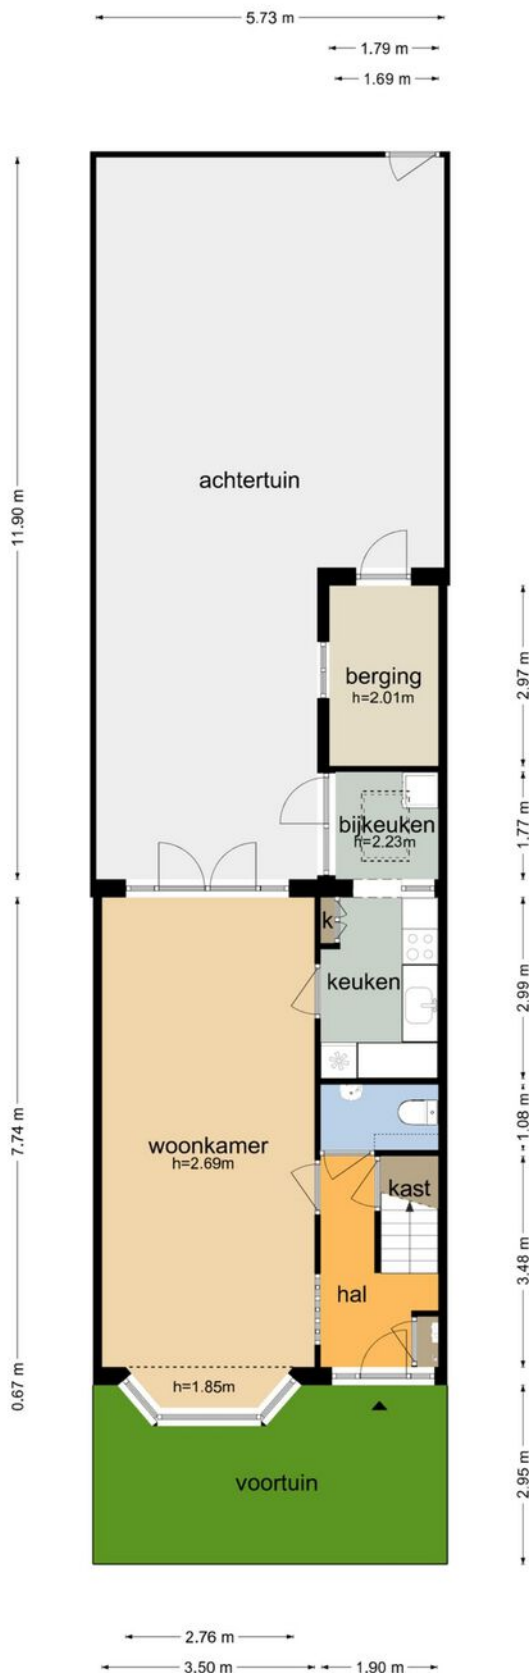 5.73 m
1.79 m
1.69 m
11.90 m
achtertuin
berging
h=2.01m
2.97 m
bijkeuken
h=2.23m
1.77 m
k
keuken
2.99 m
7.74 m
1.08 m
woonkamer
h=2.69m
kast
3.48 m
hal
h=1.85m
0.67 m
voortuin
2.95 m
2.76 m
3.50 m
1.90 m